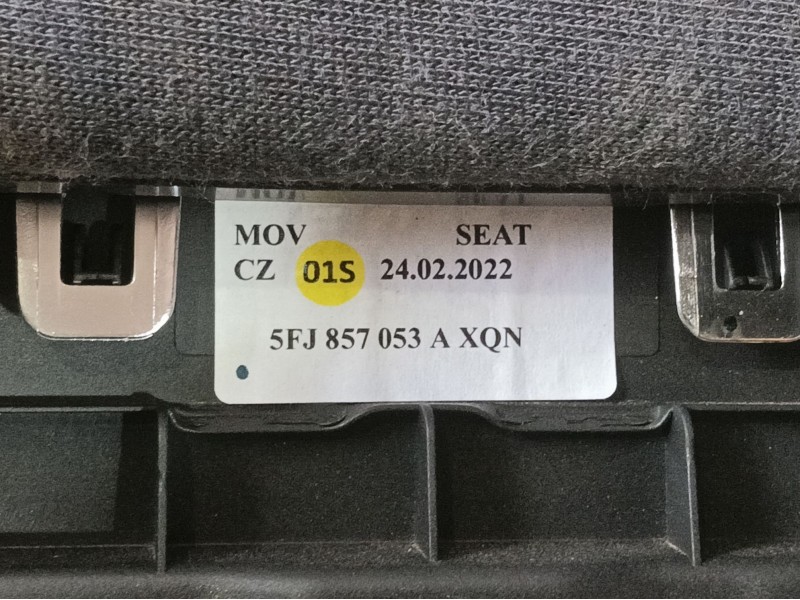 MOV SEAT
CZ 01S 24.02.2022
5FJ 857 053 A XQN